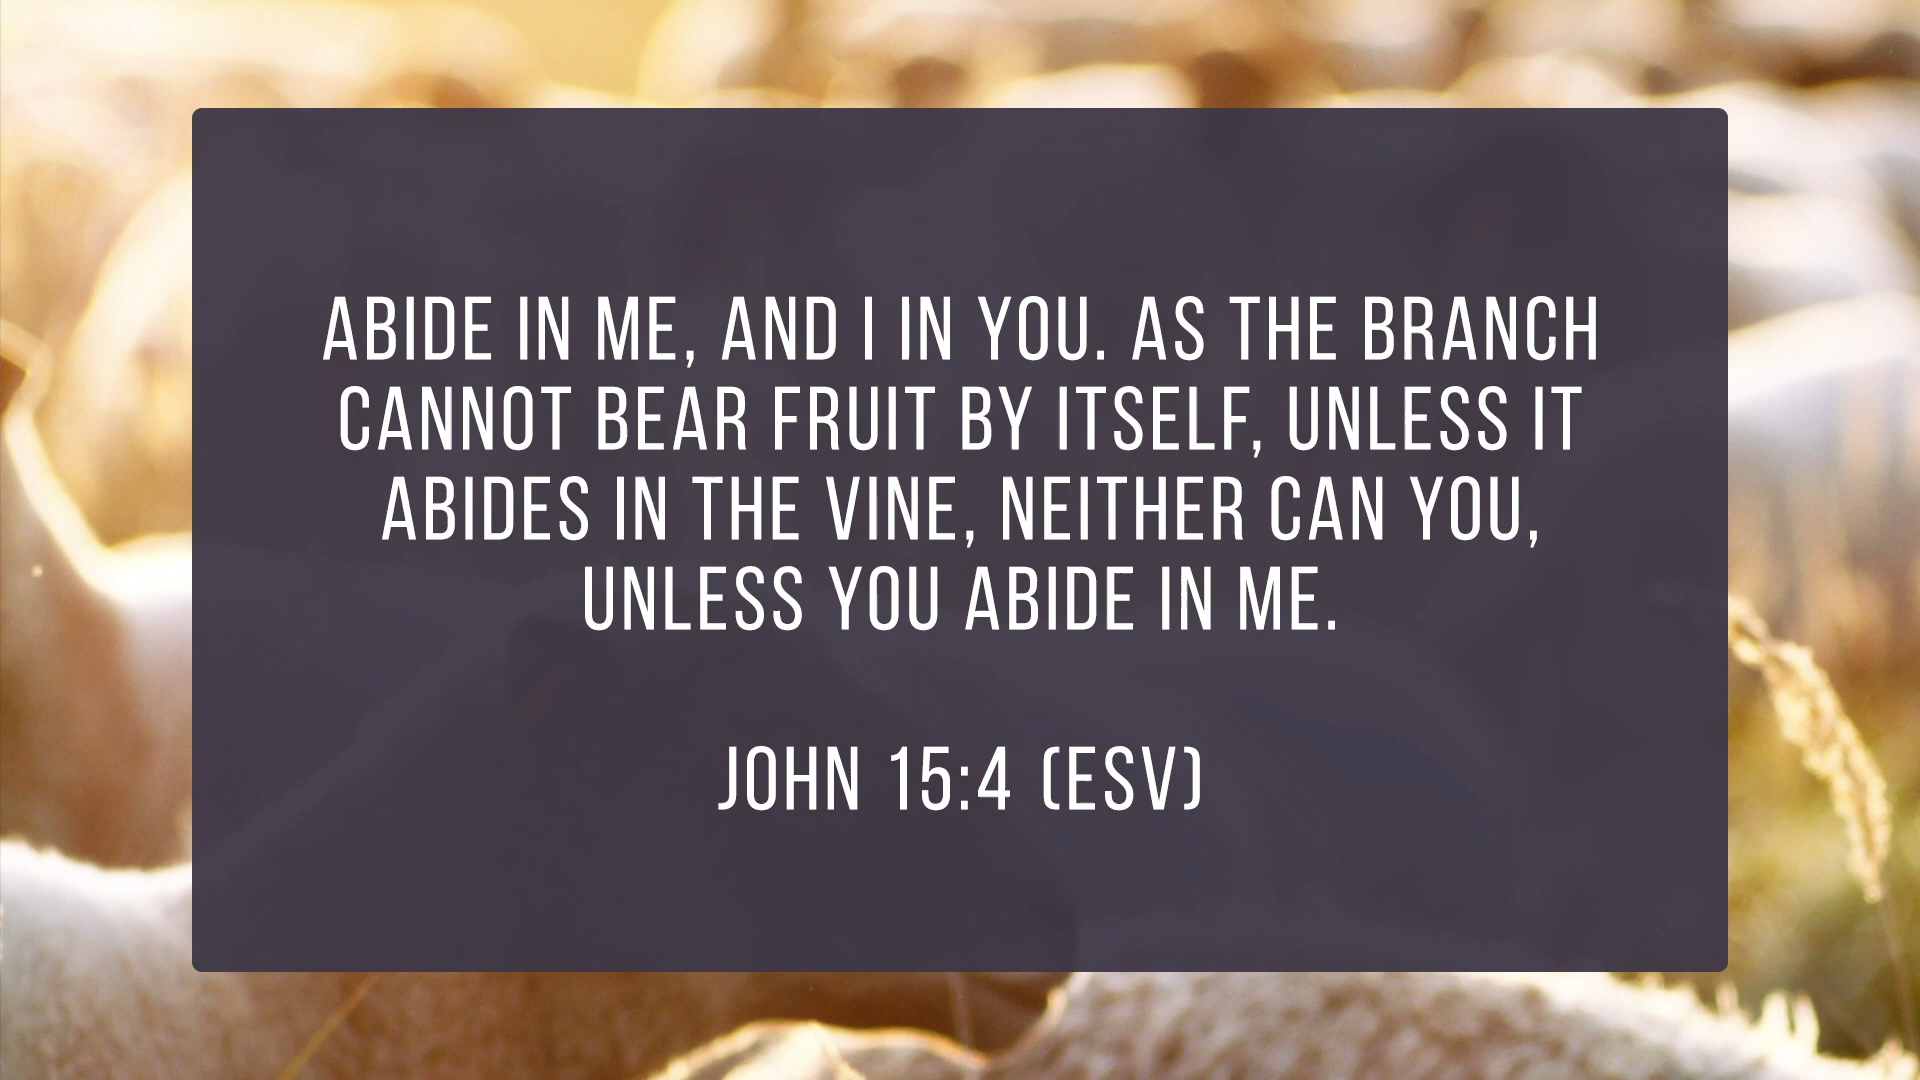 ABIDE IN ME, AND I IN YOU. AS THE BRANCH
CANNOT BEAR FRUIT BY ITSELF, UNLESS IT
ABIDES IN THE VINE, NEITHER CAN YOU,
UNLESS YOU ABIDE IN ME.
JOHN 15:4 (ESV)